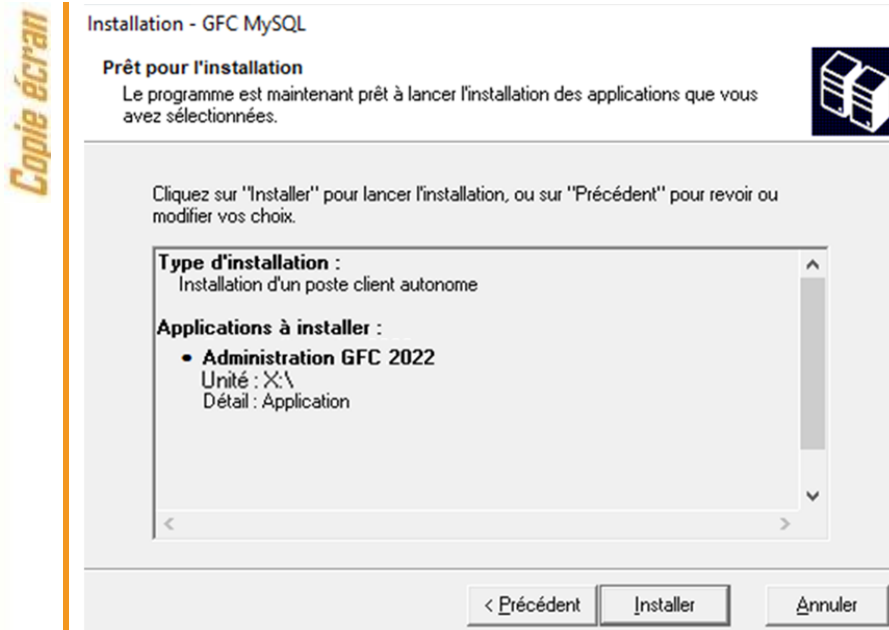 Copie écran
Installation - GFC MySQL
Prêt pour l'installation
Le programme est maintenant prêt à lancer l'installation des applications que vous
avez sélectionnées.
Cliquez sur "Installer" pour lancer l'installation, ou sur "Précédent" pour revoir ou
modifier vos choix.
Type d'installation :
Installation d'un poste client autonome
Applications à installer :
• Administration GFC 2022
Unité : X:\
Détail : Application
< Précédent
Installer
Annuler